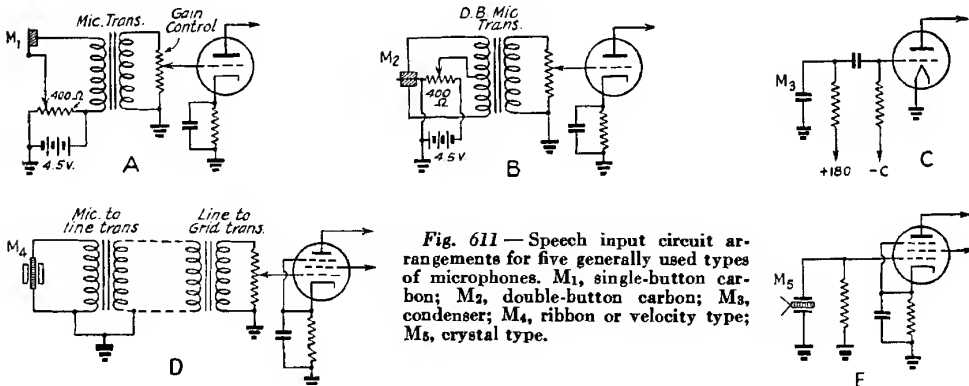 Mic. Trans.
Gain
Control
M1
400Ω
4.5V.
A
D.B. Mic
Trans.
M2
400
Ω
4.5V.
B
M3
+180
-C
C
Mic. to
line trans
Line to
Grid trans.
M4
D
Fig. 611 — Speech input circuit ar-
rangements for five generally used types
of microphones. M1, single-button car-
bon; M2, double-button carbon; M3,
condenser; M4, ribbon or velocity type;
M5, crystal type.
M5
E